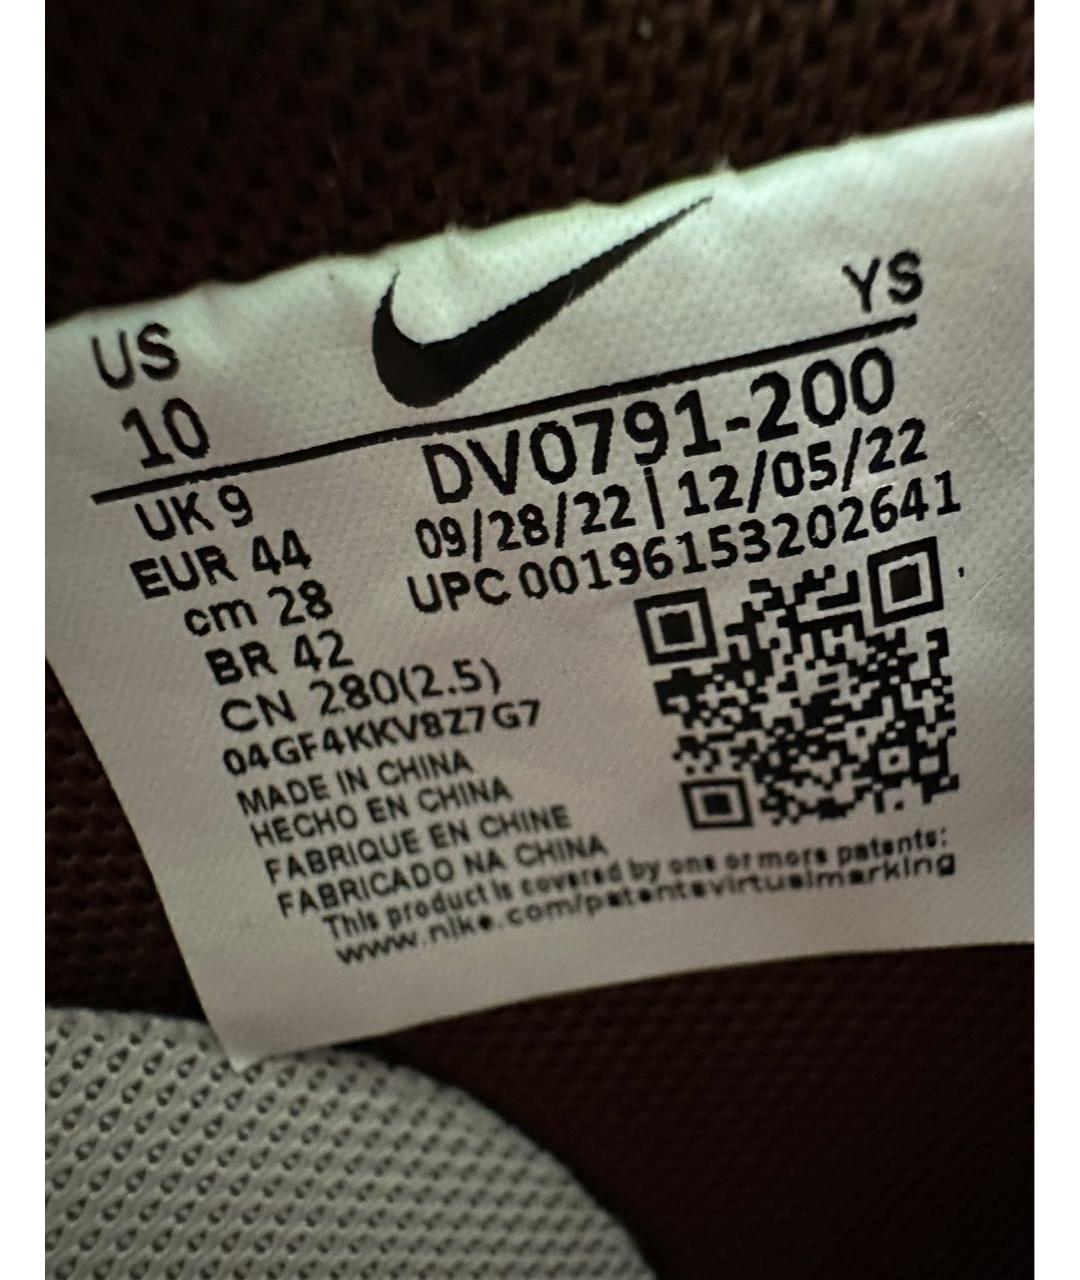 US
10
YS
UK 9
EUR 44
cm 28
BR 42
CN 280(2.5)
04GF4KKV8Z7G7
DV0791-200
09/28/22 | 12/05/22
UPC 00196153202641
MADE IN CHINA
HECHO EN CHINA
FABRIQUE EN CHINE
FABRICADO NA CHINA
This product is covered by one or more patents:
www.nike.com/patentsvirtualmarking